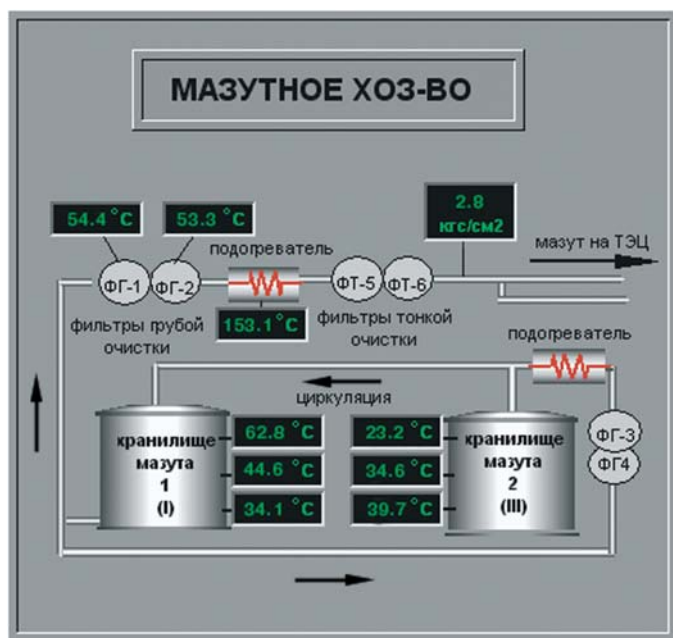 МАЗУТНОЕ ХОЗ-ВО
54.4 °C
53.3 °C
2.8
кгс/см2
подогреватель
мазут на ТЭЦ
ФГ-1
ФГ-2
ФТ-5
ФТ-6
фильтры грубой
очистки
153.1 °C
фильтры тонкой
очистки
подогреватель
циркуляция
кранилище
мазута
1
(I)
62.8 °C
44.6 °C
34.1 °C
23.2 °C
34.6 °C
39.7 °C
кранилище
мазута
2
(III)
ФГ-3
ФГ4